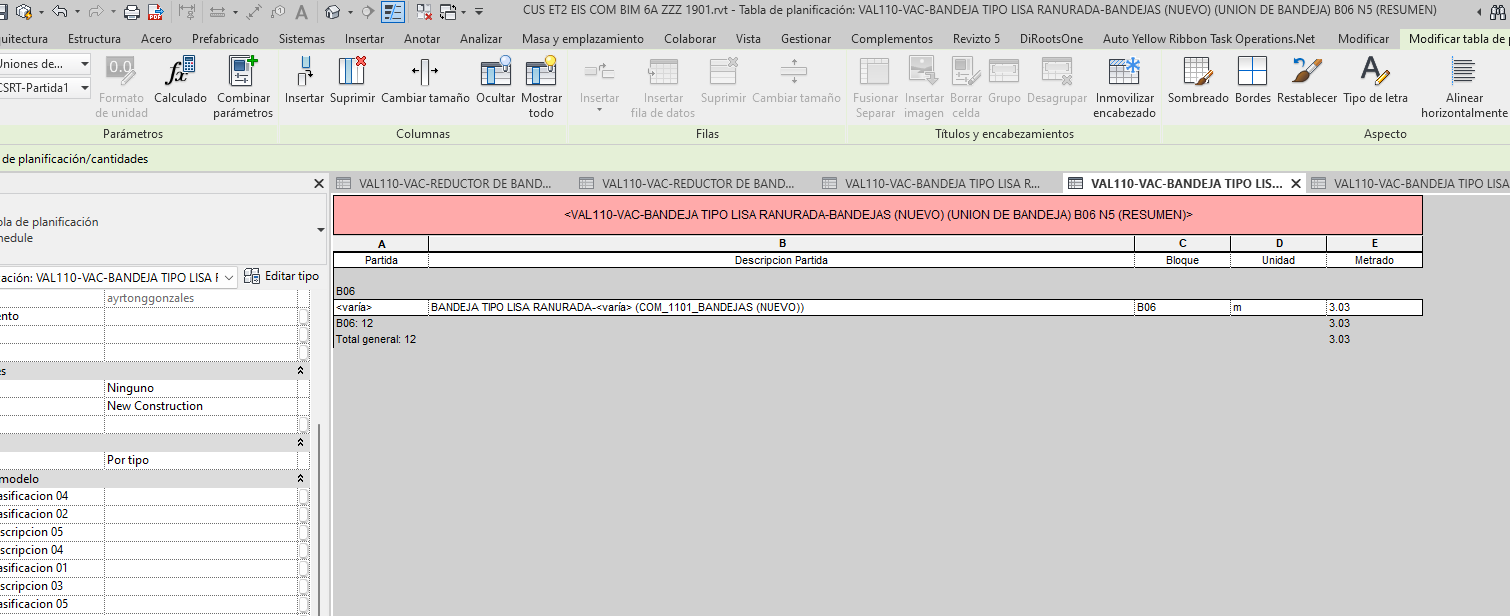 CUS ET2 EIS COM BIM 6A ZZZ 1901.rvt - Tabla de planificación: VAL110-VAC-BANDEJA TIPO LISA RANURADA-BANDEJAS (NUEVO) (UNION DE BANDEJA) B06 N5 (RESUMEN)
quitectura Estructura Acero Prefabricado Sistemas Insertar Anotar Analizar Masa y emplazamiento Colaborar Vista Gestionar Complementos Revizto 5 DiRootsOne Auto Yellow Ribbon Task Operations.Net Modificar Modificar tabla de p
Uniones de...
CSRT-Partida1
Formato de unidad
Calculado
Combinar parámetros
Insertar
Suprimir
Cambiar tamaño
Ocultar
Mostrar todo
Insertar
Insertar fila de datos
Suprimir
Cambiar tamaño
Fusionar Separar
Insertar imagen
Borrar celda
Grupo
Desagrupar
Inmovilizar encabezado
Sombreado
Bordes
Restablecer
Tipo de letra
Alinear horizontalmente
Parámetros Columnas Filas Títulos y encabezamientos Aspecto
de planificación/cantidades
VAL110-VAC-REDUCTOR DE BAND... VAL110-VAC-REDUCTOR DE BAND... VAL110-VAC-BANDEJA TIPO LISA R... VAL110-VAC-BANDEJA TIPO LIS... VAL110-VAC-BANDEJA TIPO LISA
bla de planificación
hedule
ación: VAL110-VAC-BANDEJA TIPO LISA F
Editar tipo
ayrtonggonzales
ento
es
Ninguno
New Construction
Por tipo
modelo
asificacion 04
asificacion 02
scripcion 05
scripcion 04
asificacion 01
scripcion 03
asificacion 05
<VAL110-VAC-BANDEJA TIPO LISA RANURADA-BANDEJAS (NUEVO) (UNION DE BANDEJA) B06 N5 (RESUMEN)>
A B C D E
Partida Descripcion Partida Bloque Unidad Metrado
B06
<varía> BANDEJA TIPO LISA RANURADA-<varía> (COM_1101_BANDEJAS (NUEVO)) B06 m 3.03
B06: 12 3.03
Total general: 12 3.03